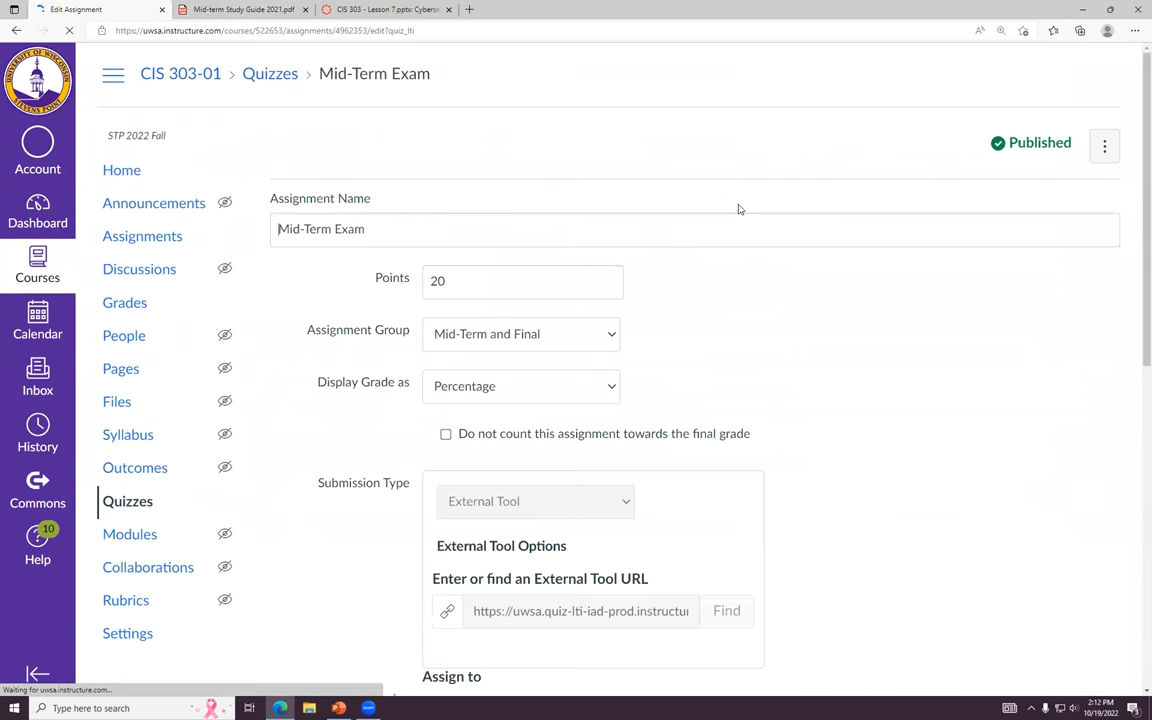 Edit Assignment
Mid-term Study Guide 2021.pdf
CIS 303 - Lesson 7.pptx: Cybers
https://uwsa.instructure.com/courses/522653/assignments/4962353/edit?quiz_lti
CIS 303-01 > Quizzes > Mid-Term Exam
STP 2022 Fall
Published
Account
Dashboard
Courses
Calendar
Inbox
History
Commons
10
Help
Home
Announcements
Assignments
Discussions
Grades
People
Pages
Files
Syllabus
Outcomes
Quizzes
Modules
Collaborations
Rubrics
Settings
Assignment Name
Mid-Term Exam
Points
20
Assignment Group
Mid-Term and Final
Display Grade as
Percentage
Do not count this assignment towards the final grade
Submission Type
External Tool
External Tool Options
Enter or find an External Tool URL
https://uwsa.quiz-lti-iad-prod.instructur
Find
Assign to
Waiting for uwsa.instructure.com...
Type here to search
2:12 PM
10/19/2022